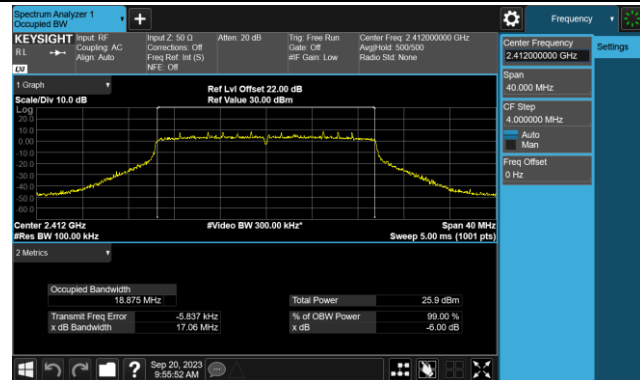 Spectrum Analyzer 1
Occupied BW
Frequency
KEYSIGHT
RL
LXI
Input: RF
Coupling: AC
Align: Auto
Input Z: 50 Ω
Corrections: Off
Freq Ref: Int (S)
NFE: Off
Atten: 20 dB
Trig: Free Run
Gate: Off
#IF Gain: Low
Center Freq: 2.412000000 GHz
Avg|Hold: 500/500
Radio Std: None
1 Graph
Scale/Div 10.0 dB
Ref Lvl Offset 22.00 dB
Ref Value 30.00 dBm
Log
20.0
10.0
0.00
-10.0
-20.0
-30.0
-40.0
-50.0
-60.0
Center 2.412 GHz
#Res BW 100.00 kHz
#Video BW 300.00 kHz*
Span 40 MHz
Sweep 5.00 ms (1001 pts)
2 Metrics
Occupied Bandwidth
18.875 MHz
Total Power 25.9 dBm
Transmit Freq Error -5.837 kHz
% of OBW Power 99.00 %
x dB Bandwidth 17.06 MHz
x dB -6.00 dB
Sep 20, 2023
9:55:52 AM
Center Frequency
2.412000000 GHz
Settings
Span
40.000 MHz
CF Step
4.000000 MHz
Auto
Man
Freq Offset
0 Hz